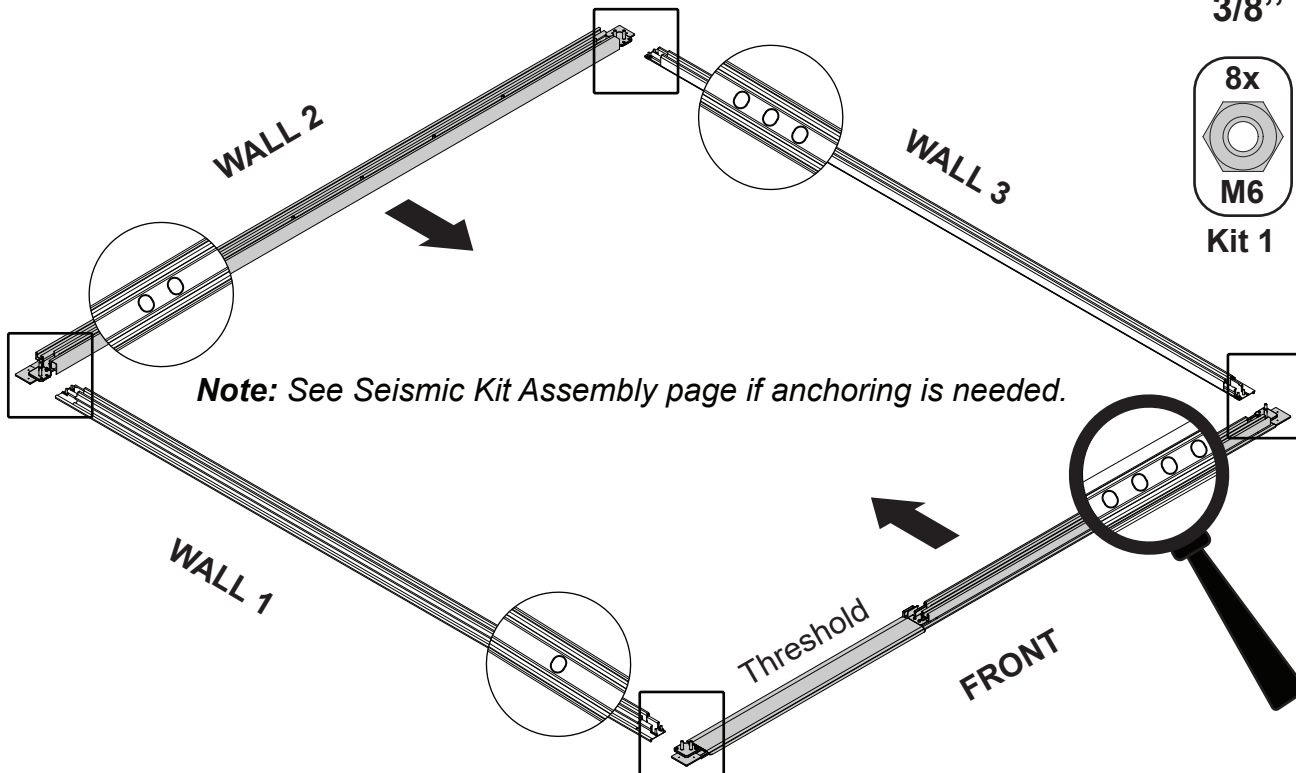 3/8’’
8x
M6
Kit 1
WALL 2
WALL 3
Note: See Seismic Kit Assembly page if anchoring is needed.
WALL 1
Threshold
FRONT